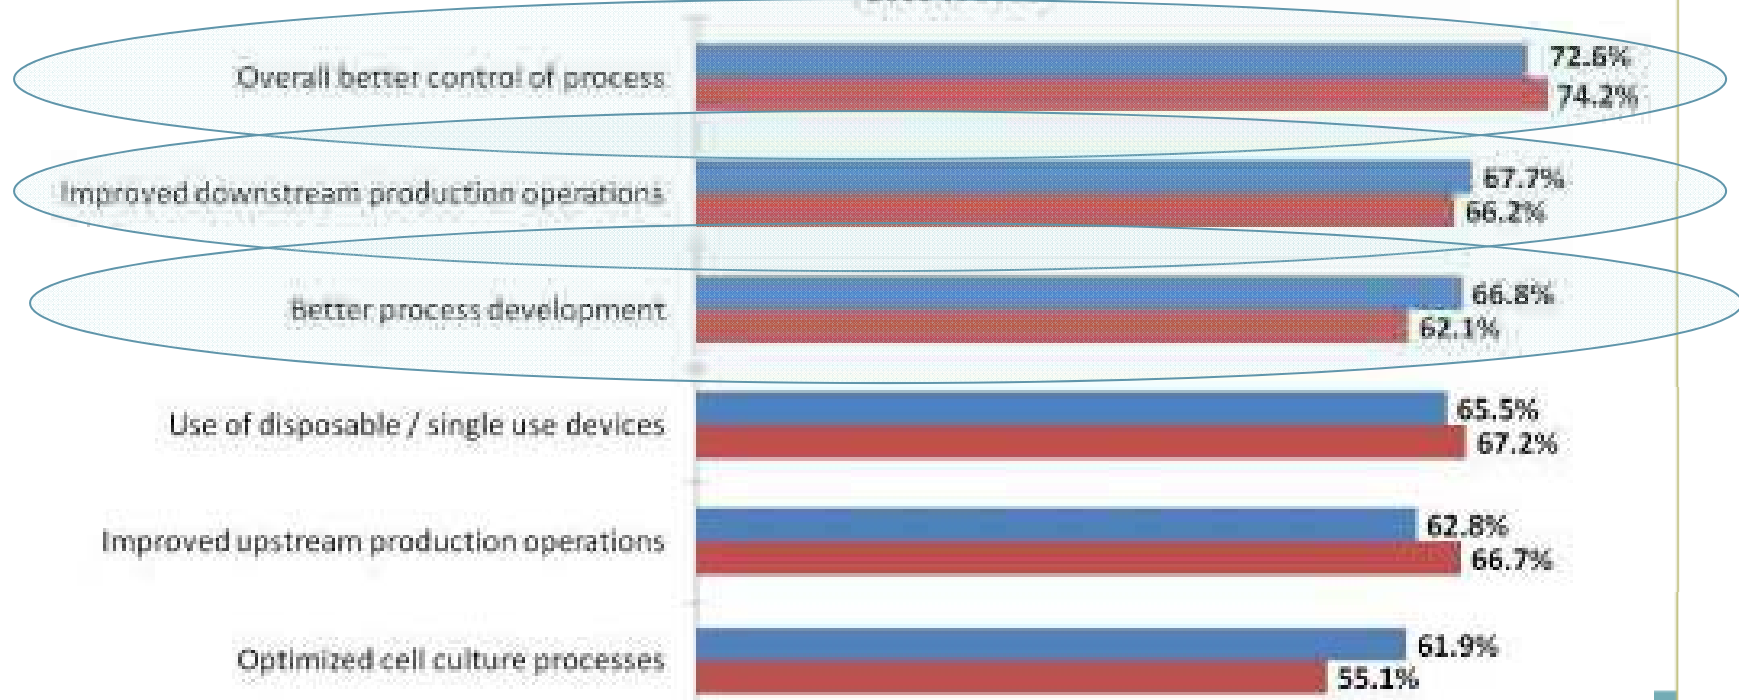 Overall better control of process
72.6%
74.2%
Improved downstream production operations
67.7%
66.2%
Better process development
66.8%
62.1%
Use of disposable / single use devices
65.5%
67.2%
Improved upstream production operations
62.8%
66.7%
Optimized cell culture processes
61.9%
55.1%